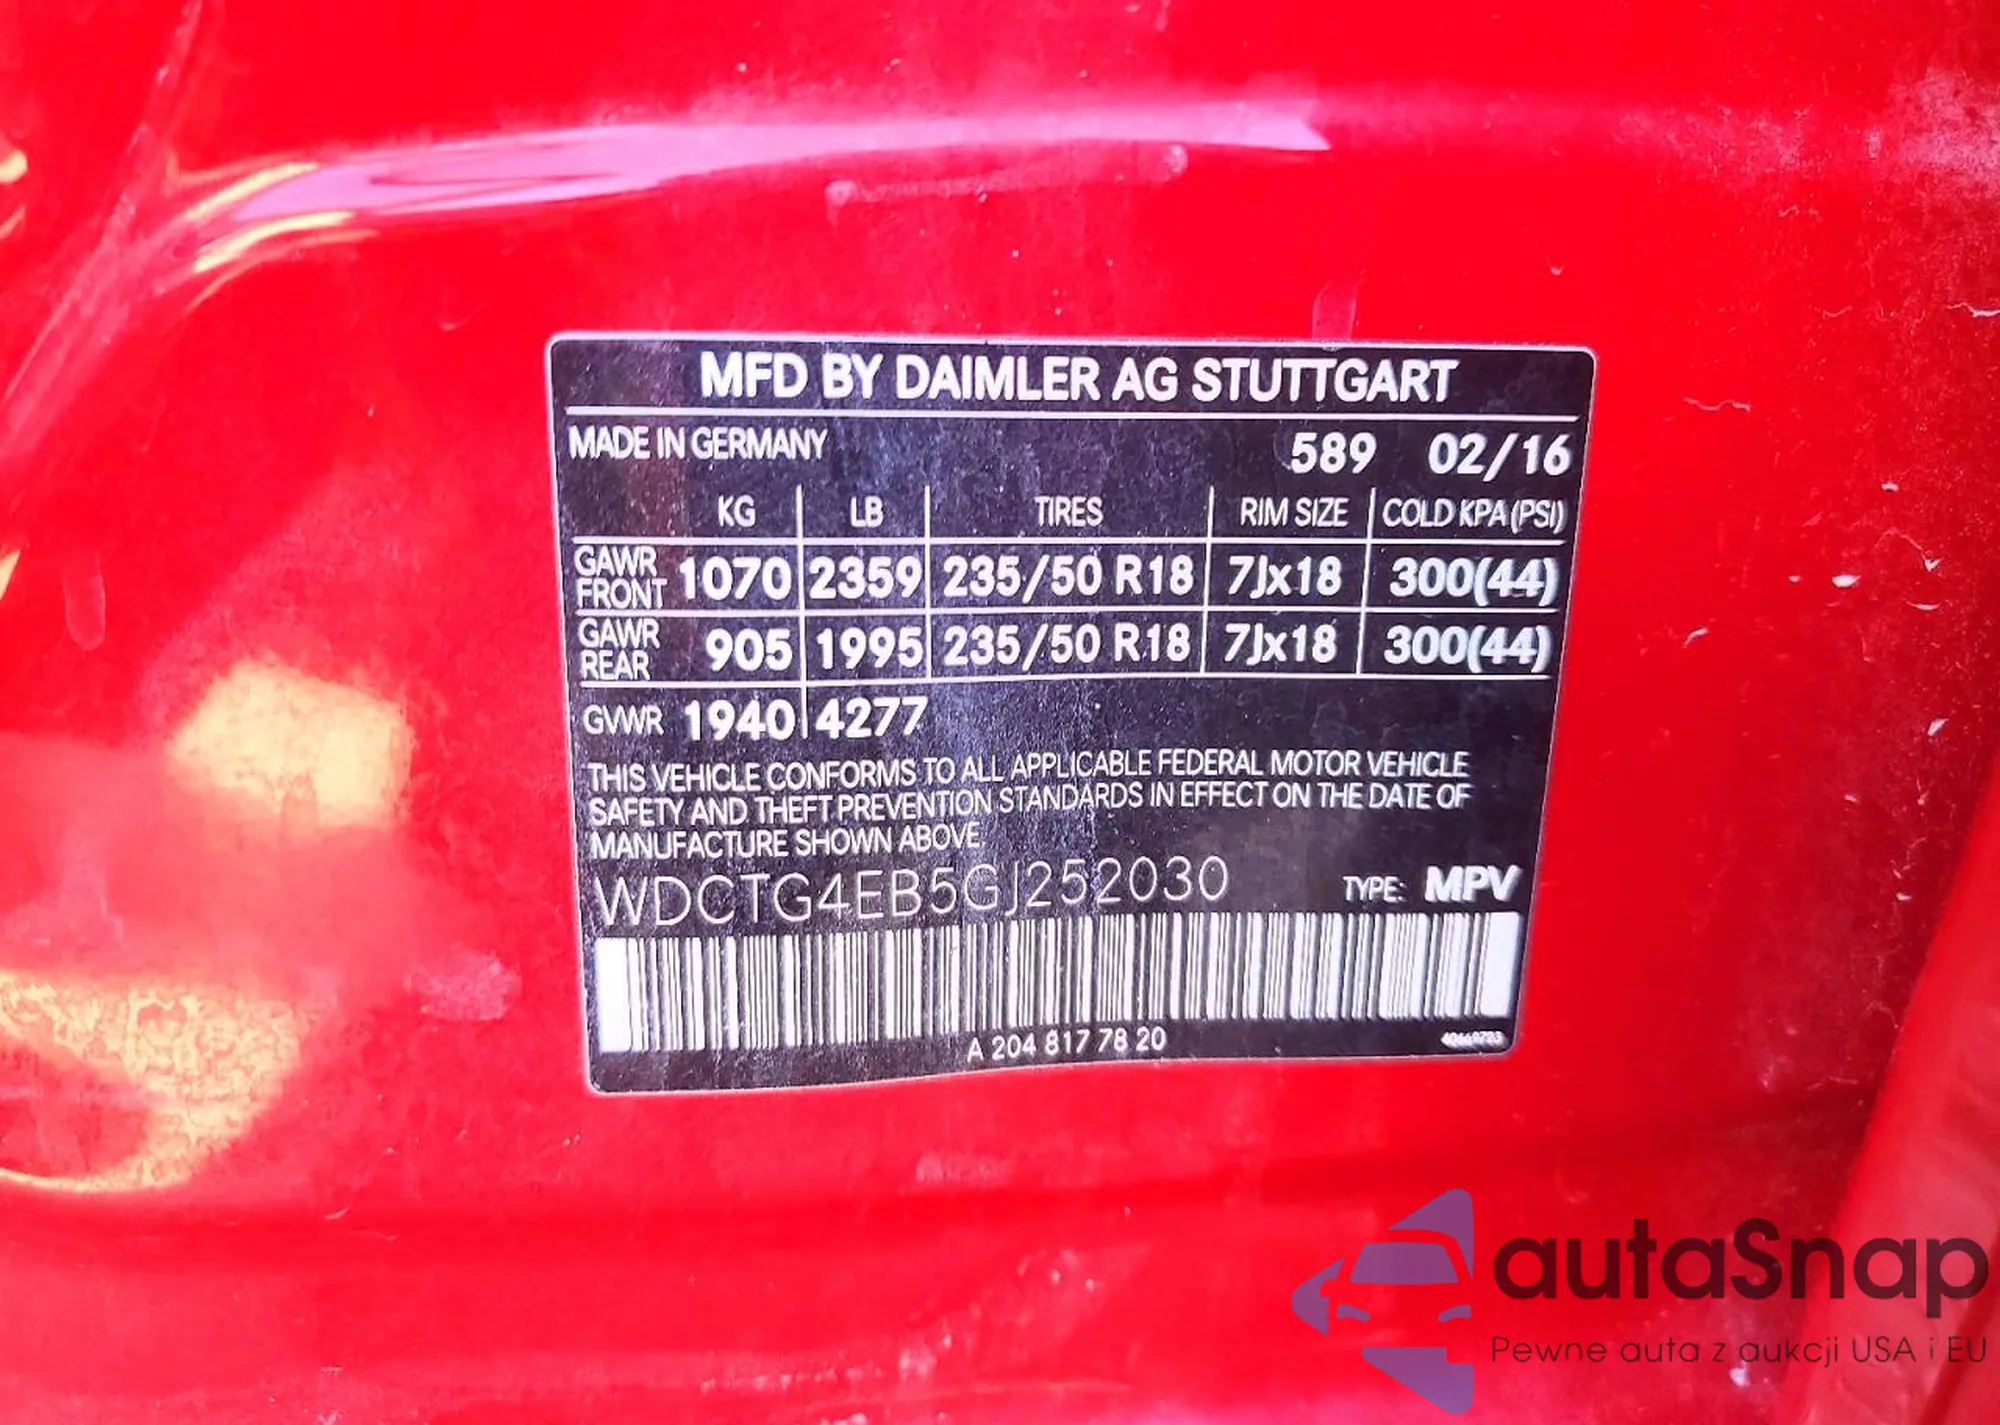 MFD BY DAIMLER AG STUTTGART
MADE IN GERMANY 589 02/16
KG LB TIRES RIM SIZE COLD KPA (PSI)
GAWR FRONT 1070 2359 235/50 R18 7Jx18 300(44)
GAWR REAR 905 1995 235/50 R18 7Jx18 300(44)
GVWR 1940 4277
THIS VEHICLE CONFORMS TO ALL APPLICABLE FEDERAL MOTOR VEHICLE
SAFETY AND THEFT PREVENTION STANDARDS IN EFFECT ON THE DATE OF
MANUFACTURE SHOWN ABOVE
WDCTG4EB5GJ252030 TYPE: MPV
A 204 817 78 20
autaSnap
Pewne auta z aukcji USA i EU